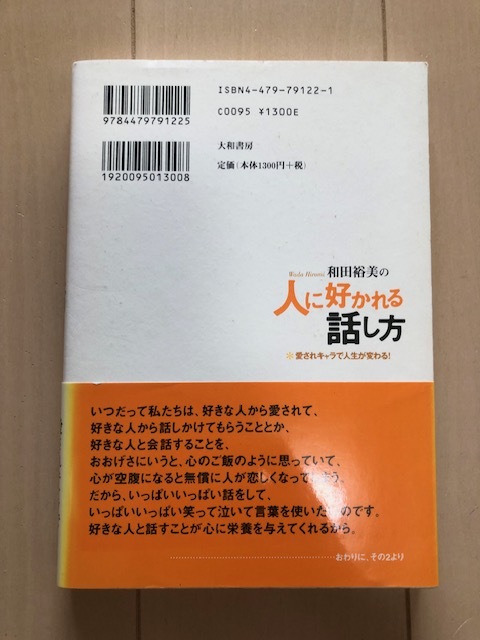 ISBN4-479-79122-1
C0095 ¥1300E
9784479791225
大和書房
定価(本体1300円+税)
1920095013008
Wada Hiromi 和田裕美の
人に好かれる
話し方
*愛されキャラで人生が変わる!
いつだって私たちは、好きな人から愛されて、
好きな人から話しかけてもらうこととか、
好きな人と会話することを、
おおげさにいうと、心のご飯のように思っていて、
心が空腹になると無償に人が恋しくなって
だから、いっぱいいっぱい話をして、
いっぱいいっぱい笑って泣いて言葉を使いた のです。
好きな人と話すことが心に栄養を与えてくれるから。
おわりに、その2より